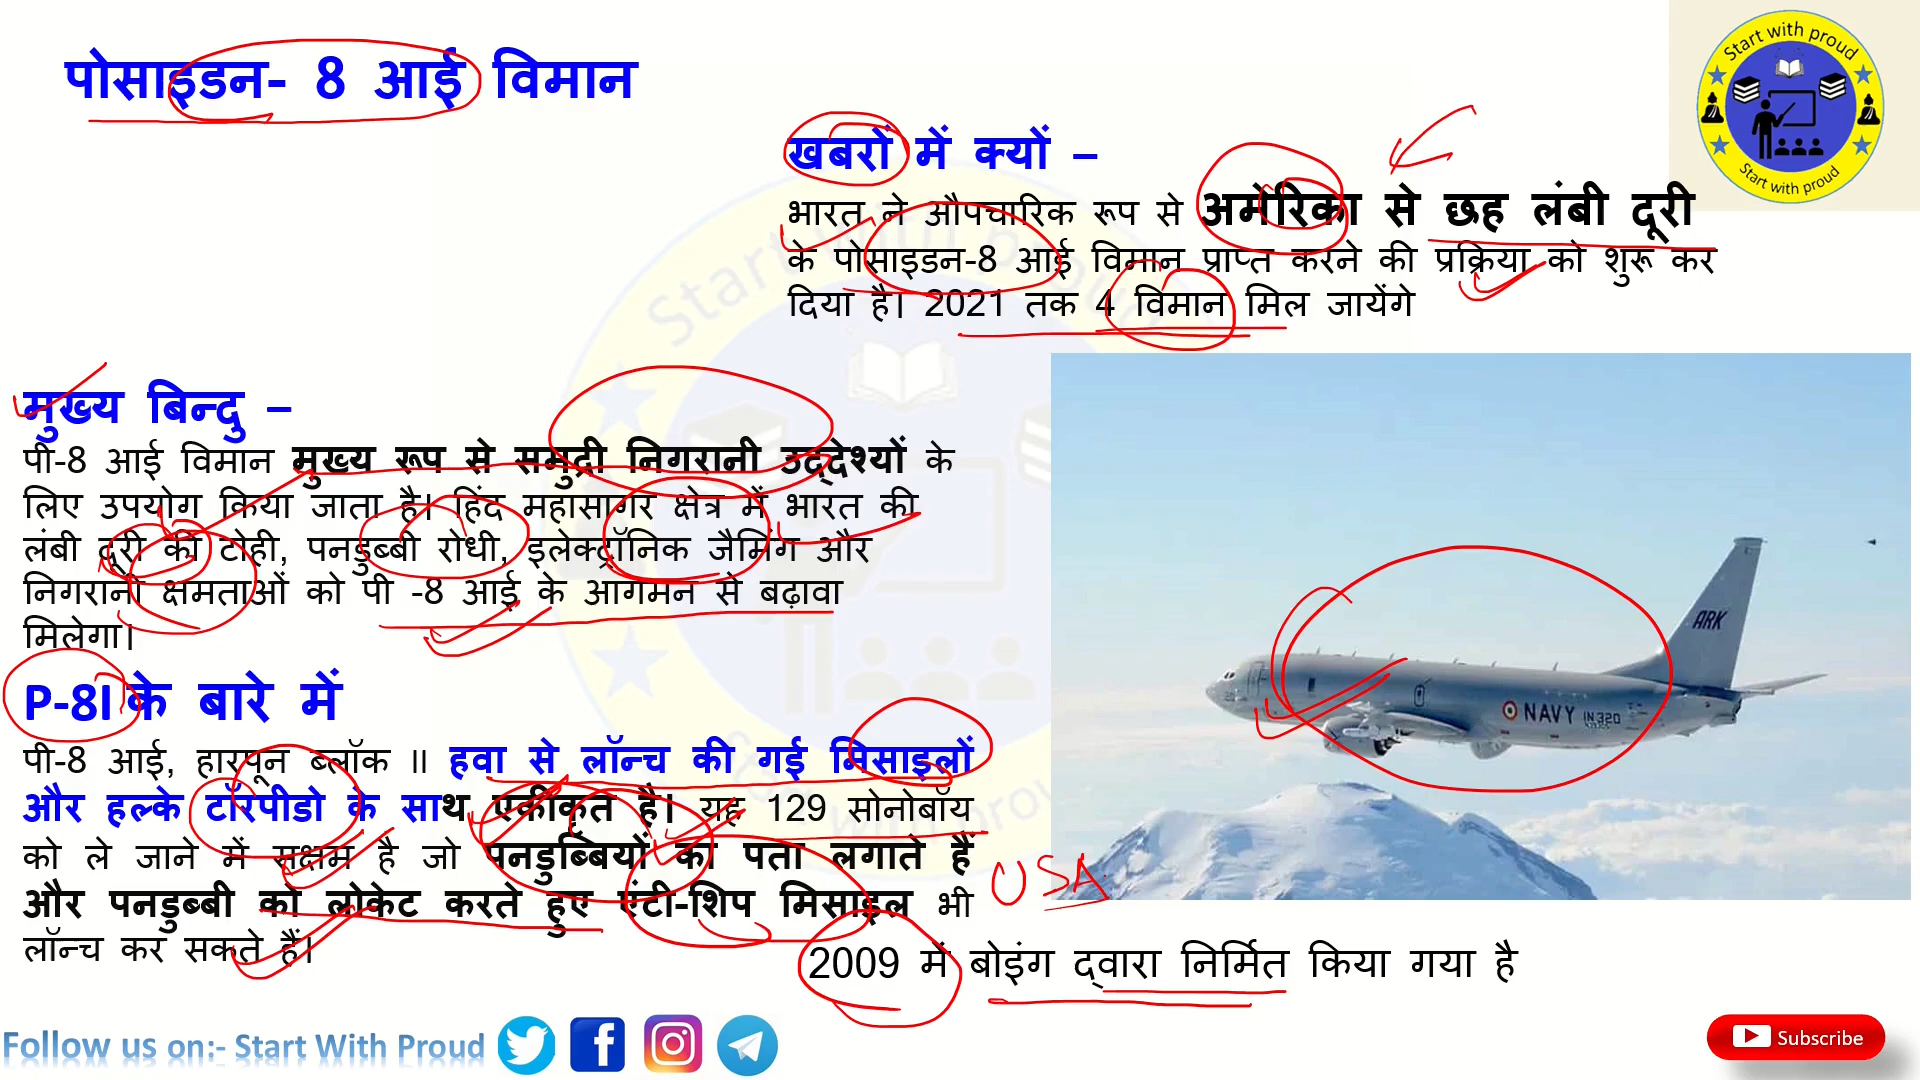 पोसाइडन- 8 आई विमान
Start with proud
Start with proud
खबरों में क्यों –
भारत ने औपचारिक रूप से अमेरिका से छह लंबी दूरी
के पोसाइडन-8 आई विमान प्राप्त करने की प्रक्रिया को शुरू कर
दिया है। 2021 तक 4 विमान मिल जायेंगे
मुख्य बिन्दु –
पी-8 आई विमान मुख्य रूप से समुद्री निगरानी उद्देश्यों के
लिए उपयोग किया जाता है। हिंद महासागर क्षेत्र में भारत की
लंबी दूरी की टोही, पनडुब्बी रोधी, इलेक्ट्रॉनिक जैमिंग और
निगरानी क्षमताओं को पी -8 आई के आगमन से बढ़ावा
मिलेगा।
ARK
NAVY IN 320
P-8I के बारे में
पी-8 आई, हारपून ब्लॉक II हवा से लॉन्च की गई मिसाइलों
और हल्के टॉरपीडो के साथ एकीकृत है। यह 129 सोनोबॉय
को ले जाने में सक्षम है जो पनडुब्बियों का पता लगाते हैं
और पनडुब्बी को लोकेट करते हुए एंटी-शिप मिसाइल भी
लॉन्च कर सकते हैं।
USA
2009 में बोइंग द्वारा निर्मित किया गया है
Follow us on:- Start With Proud
Subscribe